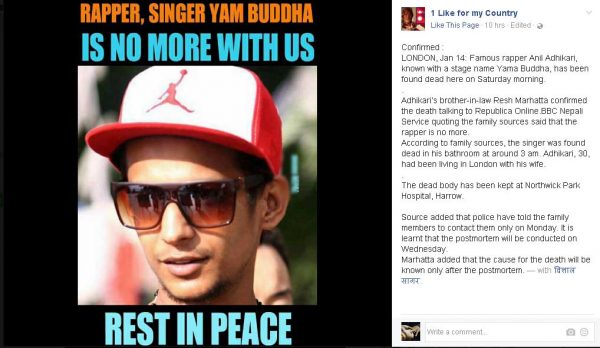 RAPPER, SINGER YAM BUDDHA
IS NO MORE WITH US
REST IN PEACE
1 Like for my Country
Like This Page · 10 hrs · Edited ·
Confirmed :
LONDON, Jan 14: Famous rapper Anil Adhikari,
known with a stage name Yama Buddha, has been
found dead here on Saturday morning.
.
Adhikari's brother-in-law Resh Marhatta confirmed
the death talking to Republica Online.BBC Nepali
Service quoting the family sources said that the
rapper is no more.
According to family sources, the singer was found
dead in his bathroom at around 3 am. Adhikari, 30,
had been living in London with his wife.
The dead body has been kept at Northwick Park
Hospital, Harrow.
Source added that police have told the family
members to contact them only on Monday. It is
learnt that the postmortem will be conducted on
Wednesday.
Marhatta added that the cause for the death will be
known only after the postmortem. — with विशाल
सागर.
Write a comment...